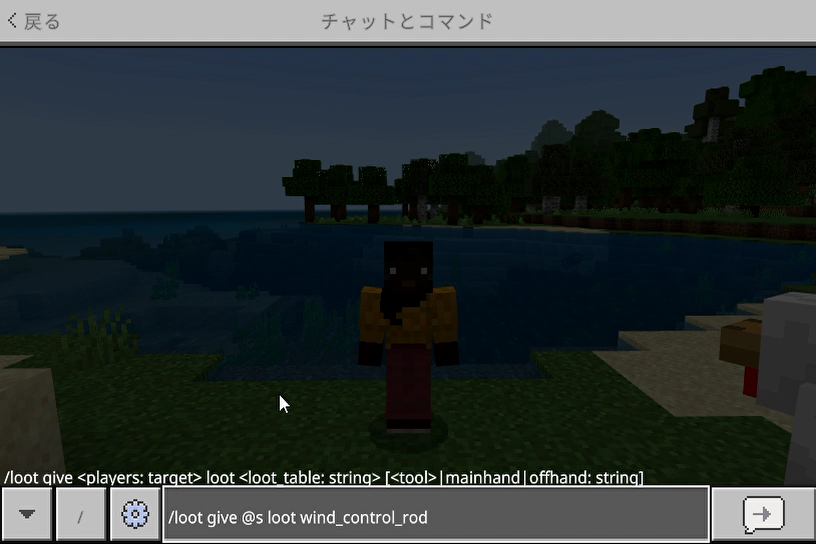 戻る
チャットとコマンド
/loot give <players: target> loot <loot_table: string> [<tool>|mainhand|offhand: string]
/
/loot give @s loot wind_control_rod